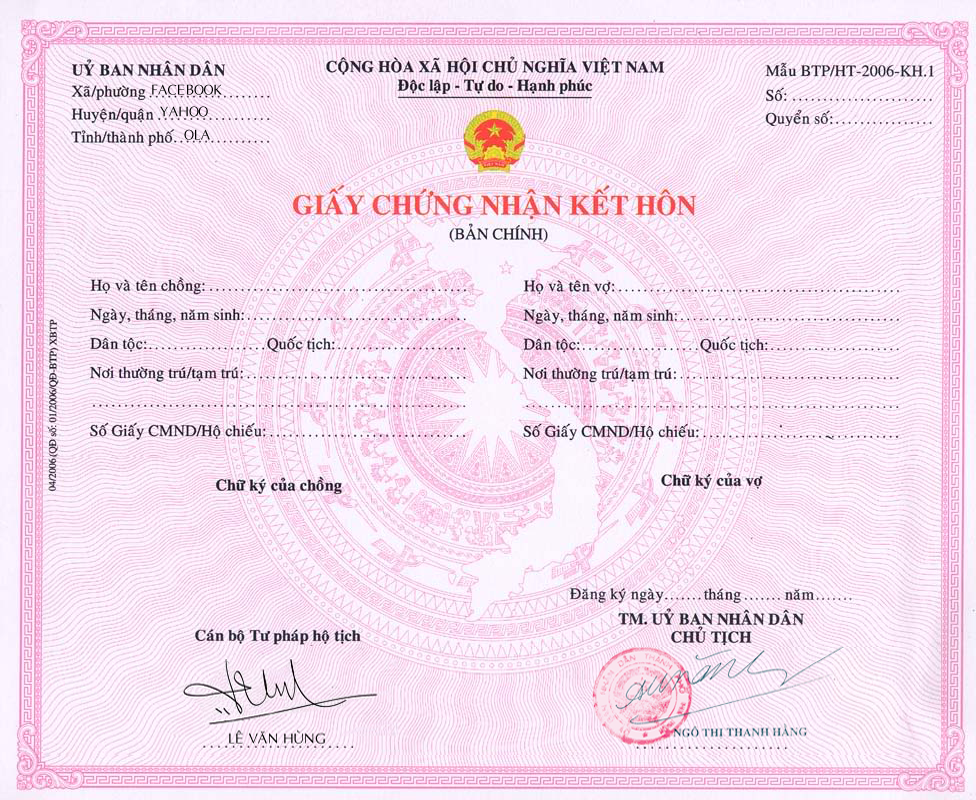 UỶ BAN NHÂN DÂN
Xã/phường FACEBOOK
Huyện/quận YAHOO
Tỉnh/thành phố OLA
CỘNG HÒA XÃ HỘI CHỦ NGHĨA VIỆT NAM
Độc lập - Tự do - Hạnh phúc
Mẫu BTP/HT-2006-KH.1
Số:
Quyển số:
GIẤY CHỨNG NHẬN KẾT HÔN
(BẢN CHÍNH)
Họ và tên chồng:
Ngày, tháng, năm sinh:
Dân tộc: Quốc tịch:
Nơi thường trú/tạm trú:
Số Giấy CMND/Hộ chiếu:
Chữ ký của chồng
Họ và tên vợ:
Ngày, tháng, năm sinh:
Dân tộc: Quốc tịch:
Nơi thường trú/tạm trú:
Số Giấy CMND/Hộ chiếu:
Chữ ký của vợ
04/2006.(QĐ số: 01/2006/QĐ-BTP) XBTP
Đăng ký ngày....... tháng ....... năm.......
TM. UỶ BAN NHÂN DÂN
CHỦ TỊCH
NGÔ THI THANH HẰNG
Cán bộ Tư pháp hộ tịch
LÊ VĂN HÙNG